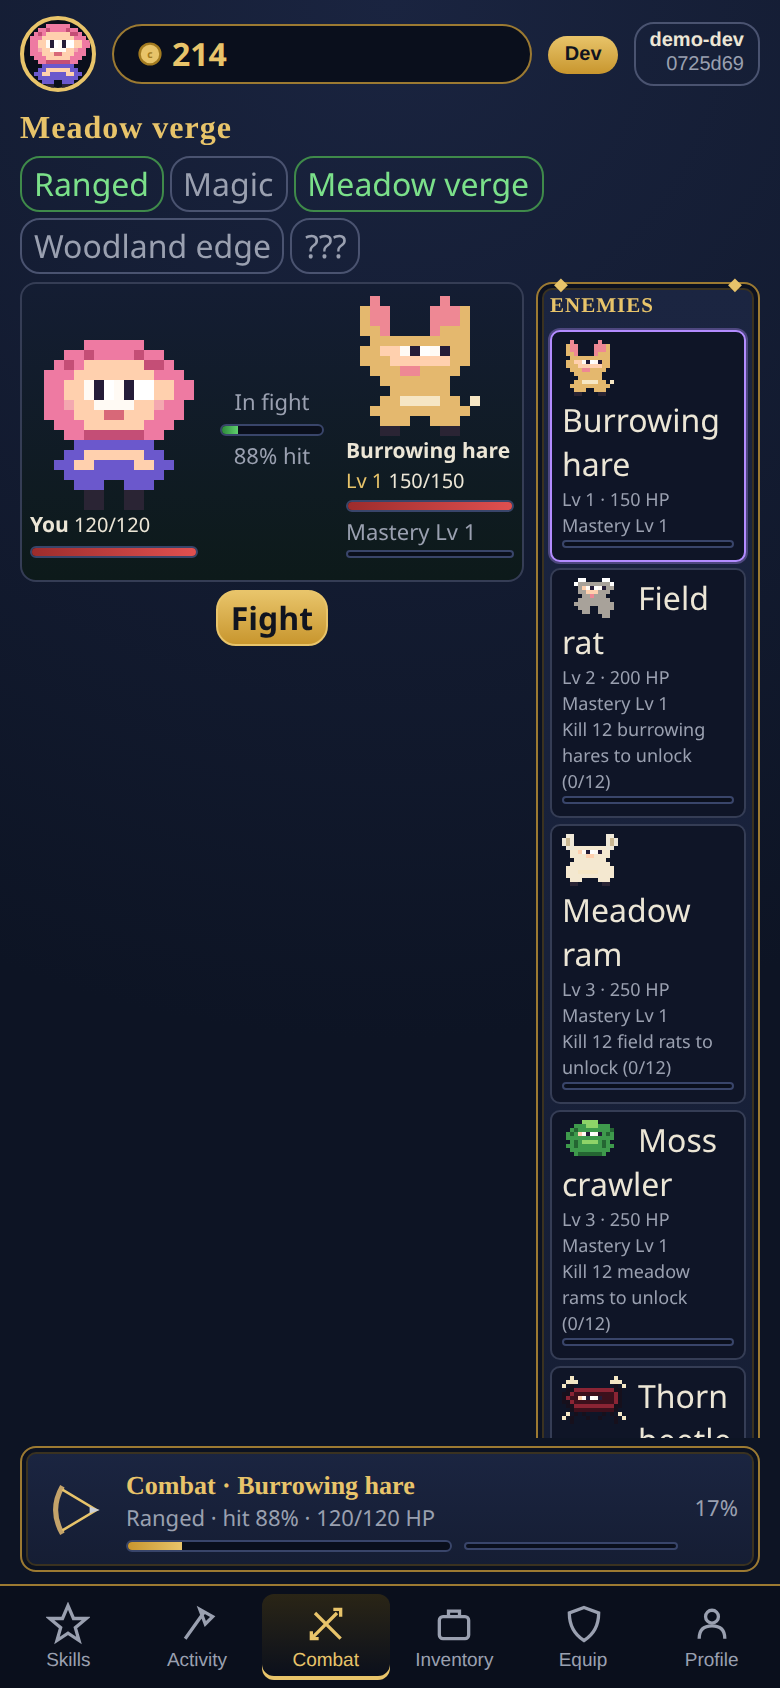 214
Dev
demo-dev
0725d69
Meadow verge
Ranged
Magic
Meadow verge
Woodland edge
???
In fight
88% hit
You 120/120
Burrowing hare
Lv 1 150/150
Mastery Lv 1
Fight
ENEMIES
Burrowing
hare
Lv 1 · 150 HP
Mastery Lv 1
Field
rat
Lv 2 · 200 HP
Mastery Lv 1
Kill 12 burrowing
hares to unlock
(0/12)
Meadow
ram
Lv 3 · 250 HP
Mastery Lv 1
Kill 12 field rats to
unlock (0/12)
Moss
crawler
Lv 3 · 250 HP
Mastery Lv 1
Kill 12 meadow
rams to unlock
(0/12)
Thorn
beetle
Combat · Burrowing hare
Ranged · hit 88% · 120/120 HP
17%
Skills
Activity
Combat
Inventory
Equip
Profile